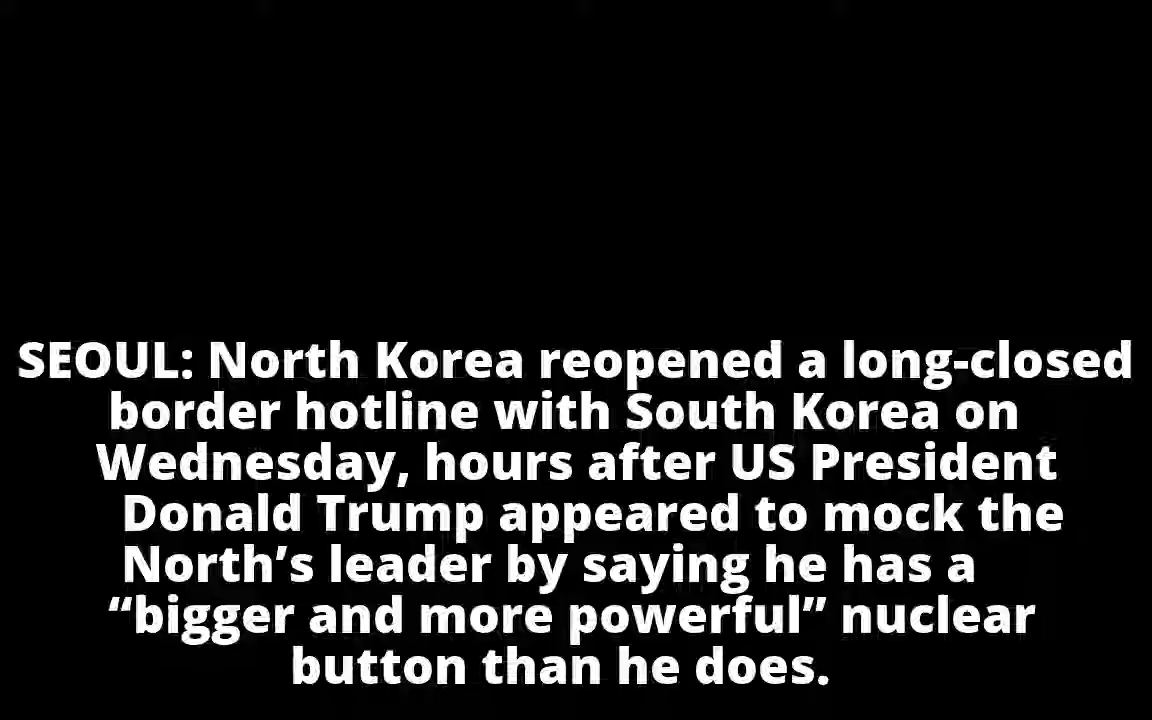 SEOUL: North Korea reopened a long-closed
border hotline with South Korea on
Wednesday, hours after US President
Donald Trump appeared to mock the
North’s leader by saying he has a
“bigger and more powerful” nuclear
button than he does.